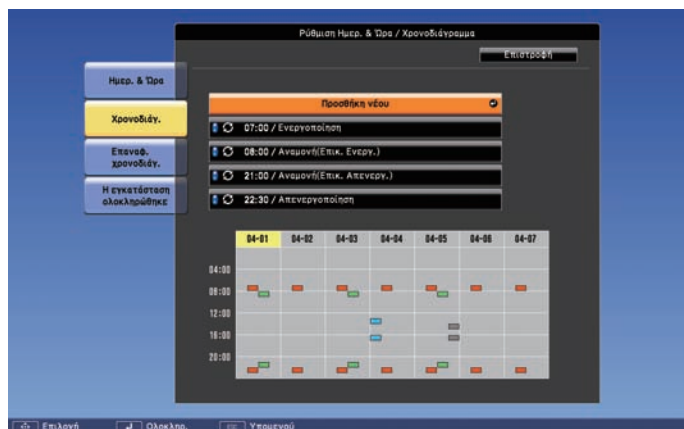 Ρύθμιση Ημερ. & Ώρα / Χρονοδιάγραμμα
Επιστροφή
Ημερ. & Ώρα
Χρονοδιάγ.
Επαναφ.
χρονοδιάγ.
Η εγκατάσταση
ολοκληρώθηκε
Προσθήκη νέου
07:00 / Ενεργοποίηση
08:00 / Αναμονή(Επικ. Ενεργ.)
21:00 / Αναμονή(Επικ. Απενεργ.)
22:30 / Απενεργοποίηση
04-01 04-02 04-03 04-04 04-05 04-06 04-07
04:00
08:00
12:00
16:00
20:00
Επιλογή Ολοκληρ. Υπομενού